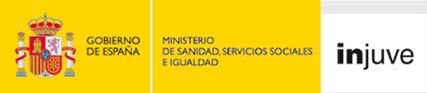 GOBIERNO
DE ESPAÑA
MINISTERIO
DE SANIDAD, SERVICIOS SOCIALES
E IGUALDAD
injuve